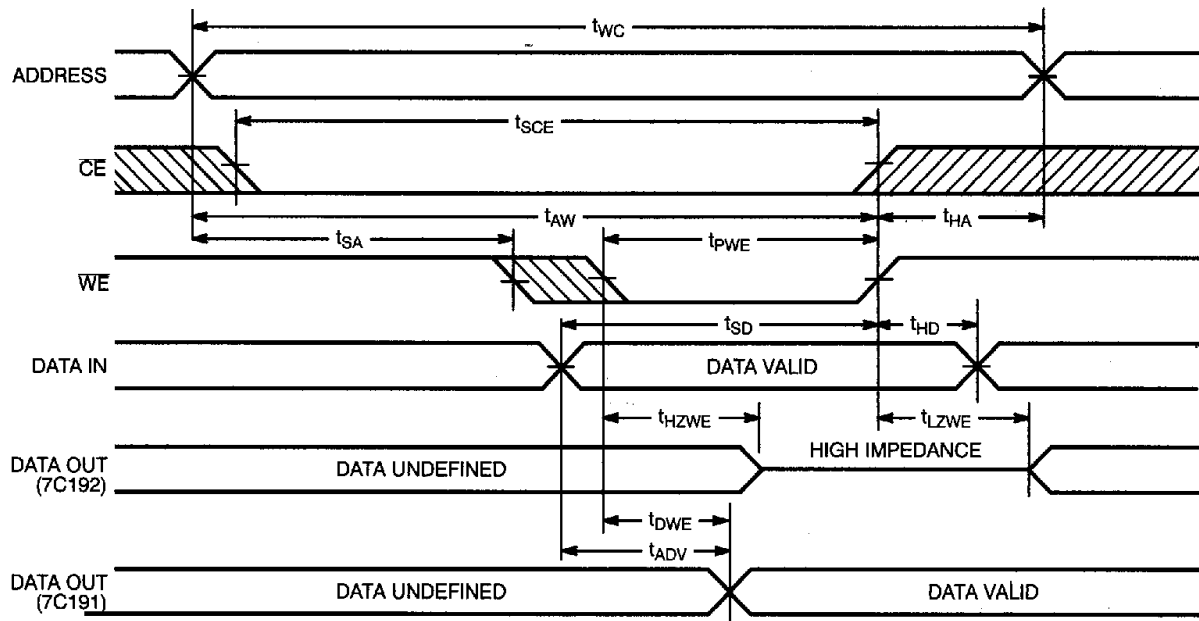 tWC
ADDRESS
tSCE
CE
tAW
tHA
tSA
tPWE
WE
tSD
tHD
DATA IN
DATA VALID
tHZWE
tLZWE
HIGH IMPEDANCE
DATA OUT
(7C192)
DATA UNDEFINED
tDWE
tADV
DATA OUT
(7C191)
DATA UNDEFINED
DATA VALID